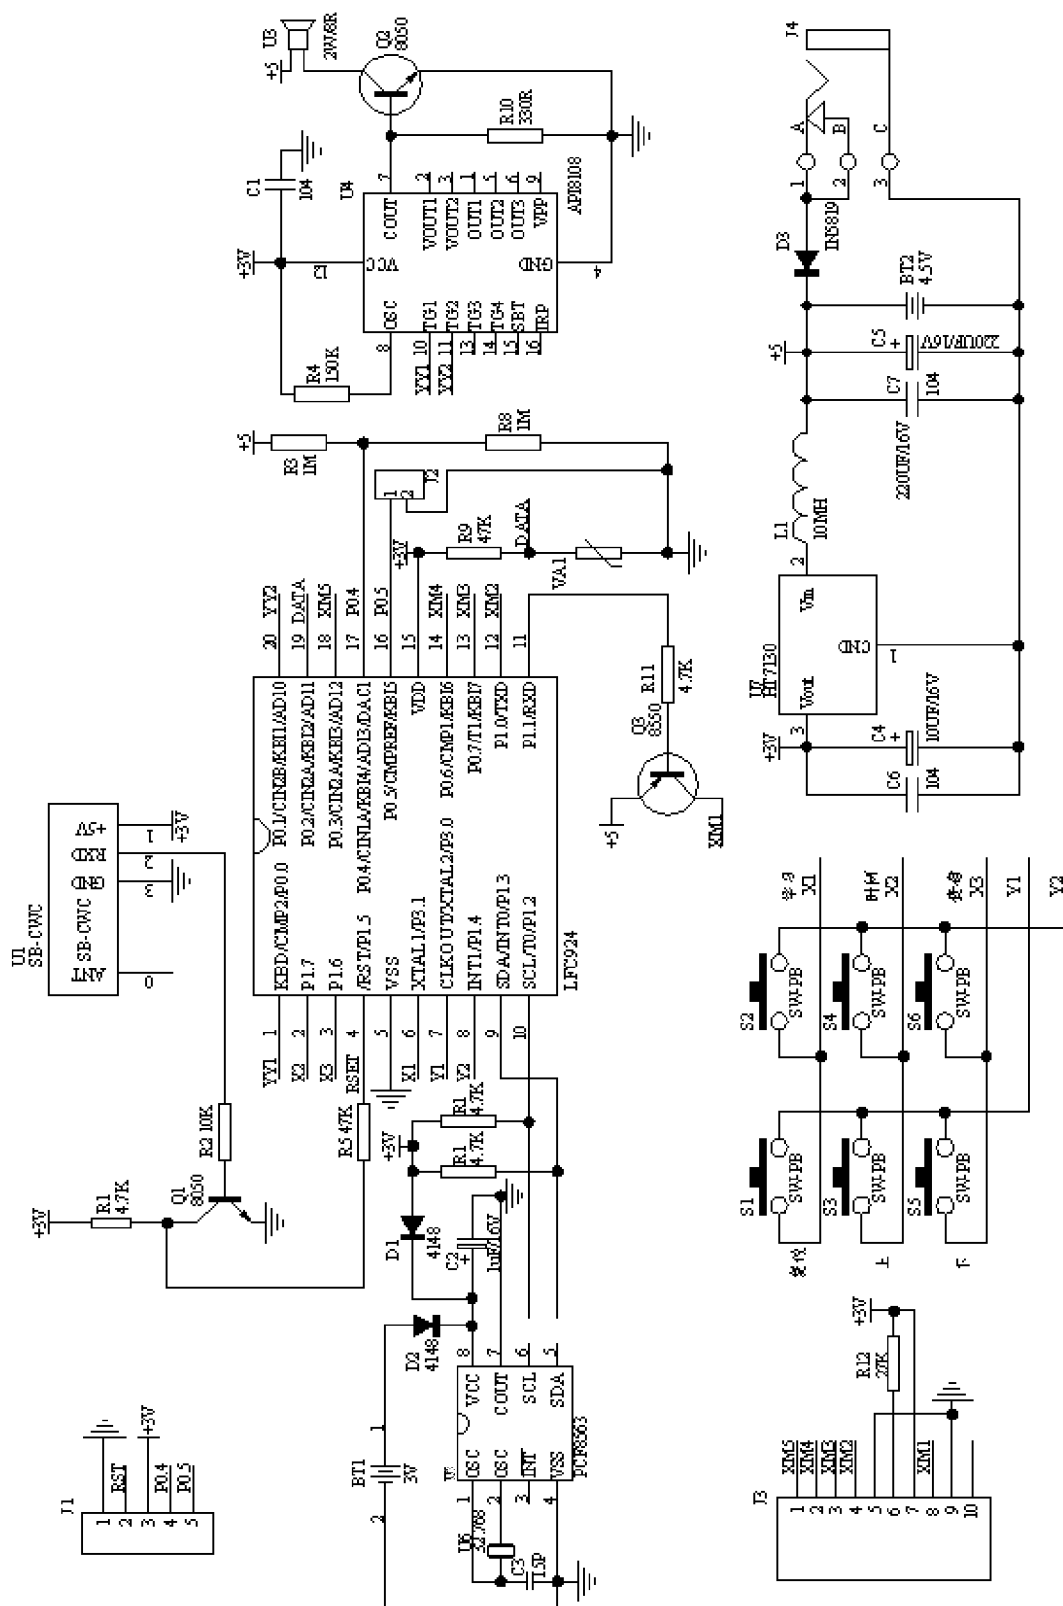 J1
1
2 RST
3 +3V
4 P0.4
5 P0.5
+3V
R1
4.7K
Q1
8050
R2 10K
R5 47K
U1
SB-CWC
SB-CWC
ANT
GND
RXD
+5V
0
3
2
1
+3V
U3
+5
2W/8R
Q2
8050
R10
330R
C1
104
+3V
R4
150K
U4
API8108
12
VCC
OSC
8
COUT
7
VOUT1
2
VOUT2
3
OUT1
1
OUT2
5
OUT3
6
VPP
9
GND
4
YY1
10
TG1
YY2
11
TG2
13
TG3
14
TG4
15
SBT
16
IRP
YY1
1
KBD/CMP2/P0.0
X2
2
P1.7
X3
3
P1.6
RSET
4
/RST/P1.5
5
VSS
X1
6
XTAL1/P3.1
Y1
7
CLKOUT/XTAL2/P3.0
Y2
8
INT1/P1.4
9
SDA/INT0/P1.3
10
SCL/T0/P1.2
LFC924
P0.1/CIN2B/KBI1/AD10
20
YY2
P0.2/CIN2A/KBI2/AD11
19
DATA
P0.3/CIN2A/KBI3/AD12
18
XM5
P0.4/CIN1A/KBI4/AD13/DAC1
17
P0.4
P0.5/CMPREF/KBI5
16
P0.5
VDD
15
P0.6/CMP1/KBI6
14
XM4
P0.7/T1/KBI7
13
XM3
P1.0/TXD
12
XM2
P1.1/RXD
11
+5
R3
1M
R8
1M
J2
1
2
+3V
R9
47K
DATA
VA1
R11
4.7K
Q3
8550
+5
XM1
+3V
R1
4.7K
R1
4.7K
D1
4148
C2
1uF/16V
+
D2
4148
BT1
3V
1
2
PCF8563
VCC
8
COUT
7
SCL
6
SDA
5
OSC
1
OSC
2
INT
3
VSS
4
U6
32.768
C3
15P
J4
A
B
C
1
2
3
D3
IN5819
BT2
4.5V
+5
C5
+
220UF/16V
C7
104
220UF/16V
L1
10MH
2
HT7130
Vin
GND
Vout
1
3
+3V
C4
+
10UF/16V
C6
104
S1
SW-PB
S2
SW-PB
S3
SW-PB
S4
SW-PB
S5
SW-PB
S6
SW-PB
上
下
X1
X2
X3
Y1
Y2
J3
1 XM5
2 XM4
3 XM3
4 XM2
5
6
7
8 XM1
9
10
R12
27K
+3V